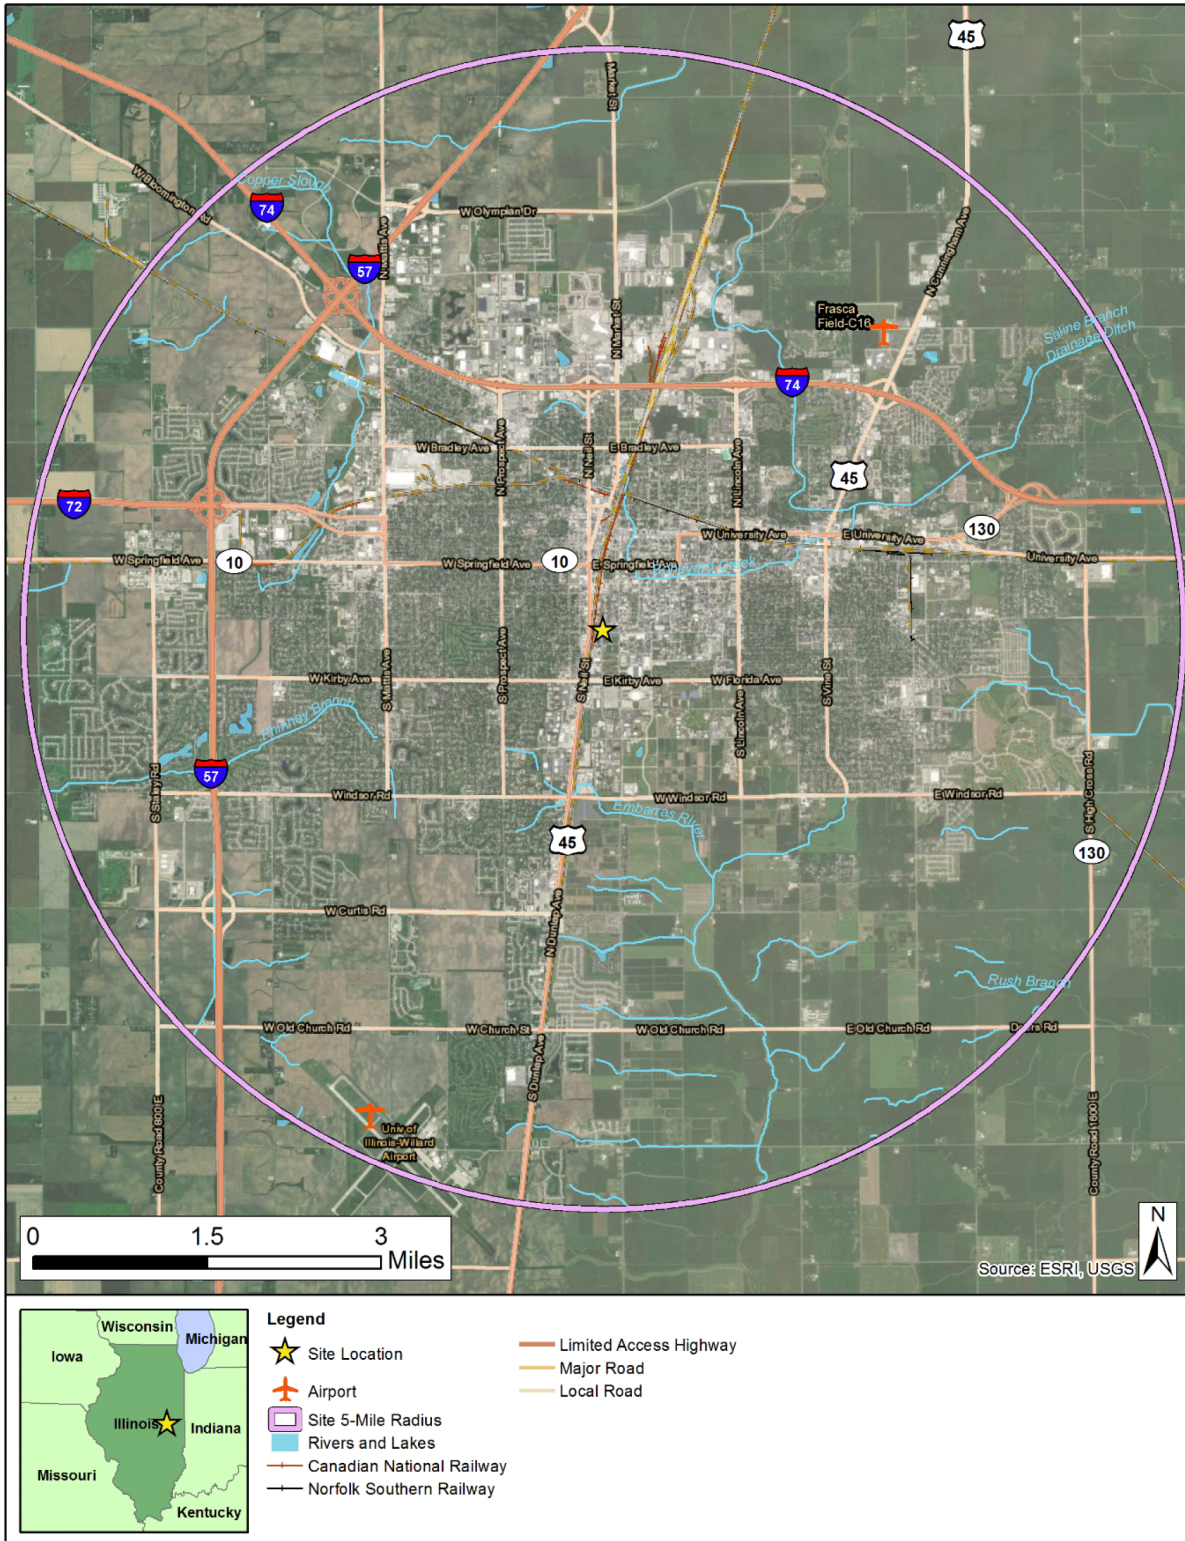 45
Market St
Copper Slough
W Bloomington Rd
74
N Mattis Ave
W Olympian Dr
57
N Cunningham Ave
N Market St
Frasca
Field-C16
Saline Branch
Drainage Ditch
74
W Bradley Ave
N Prospect Ave
N Neil St
E Bradley Ave
N Lincoln Ave
45
72
130
W University Ave
E University Ave
University Ave
W Springfield Ave
10
W Springfield Ave
10
E Springfield Ave
Boneyard Creek
W Kirby Ave
S Mattis Ave
S Prospect Ave
S Neil St
E Kirby Ave
W Florida Ave
S Lincoln Ave
S Vine St
Phinney Branch
57
S Staley Rd
Windsor Rd
W Windsor Rd
E Windsor Rd
S High Cross Rd
Embarras River
45
130
W Curtis Rd
N Dunlap Ave
Rush Branch
W Old Church Rd
W Church St
W Old Church Rd
E Old Church Rd
Deers Rd
S Dunlap Ave
County Road 800 E
Univ of
Illinois-Willard
Airport
County Road 1600 E
0 1.5 3
Miles
N
Source: ESRI, USGS
Wisconsin
Michigan
Iowa
Illinois
Indiana
Missouri
Kentucky
Legend
Site Location
Airport
Site 5-Mile Radius
Rivers and Lakes
Canadian National Railway
Norfolk Southern Railway
Limited Access Highway
Major Road
Local Road